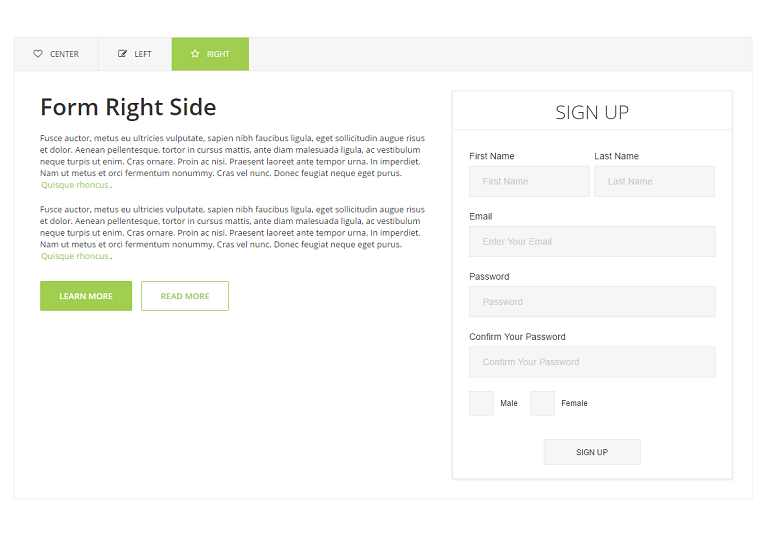 CENTER LEFT RIGHT
Form Right Side
Fusce auctor, metus eu ultricies vulputate, sapien nibh faucibus ligula, eget sollicitudin augue risus
et dolor. Aenean pellentesque, tortor in cursus mattis, ante diam malesuada ligula, ac vestibulum
neque turpis ut enim. Cras ornare. Proin ac nisi. Praesent laoreet ante tempor urna. In imperdiet.
Nam ut metus et orci fermentum nonummy. Cras vel nunc. Donec feugiat neque eget purus.
Quisque rhoncus.
Fusce auctor, metus eu ultricies vulputate, sapien nibh faucibus ligula, eget sollicitudin augue risus
et dolor. Aenean pellentesque, tortor in cursus mattis, ante diam malesuada ligula, ac vestibulum
neque turpis ut enim. Cras ornare. Proin ac nisi. Praesent laoreet ante tempor urna. In imperdiet.
Nam ut metus et orci fermentum nonummy. Cras vel nunc. Donec feugiat neque eget purus.
Quisque rhoncus.
LEARN MORE READ MORE
SIGN UP
First Name Last Name
First Name Last Name
Email
Enter Your Email
Password
Password
Confirm Your Password
Confirm Your Password
Male Female
SIGN UP